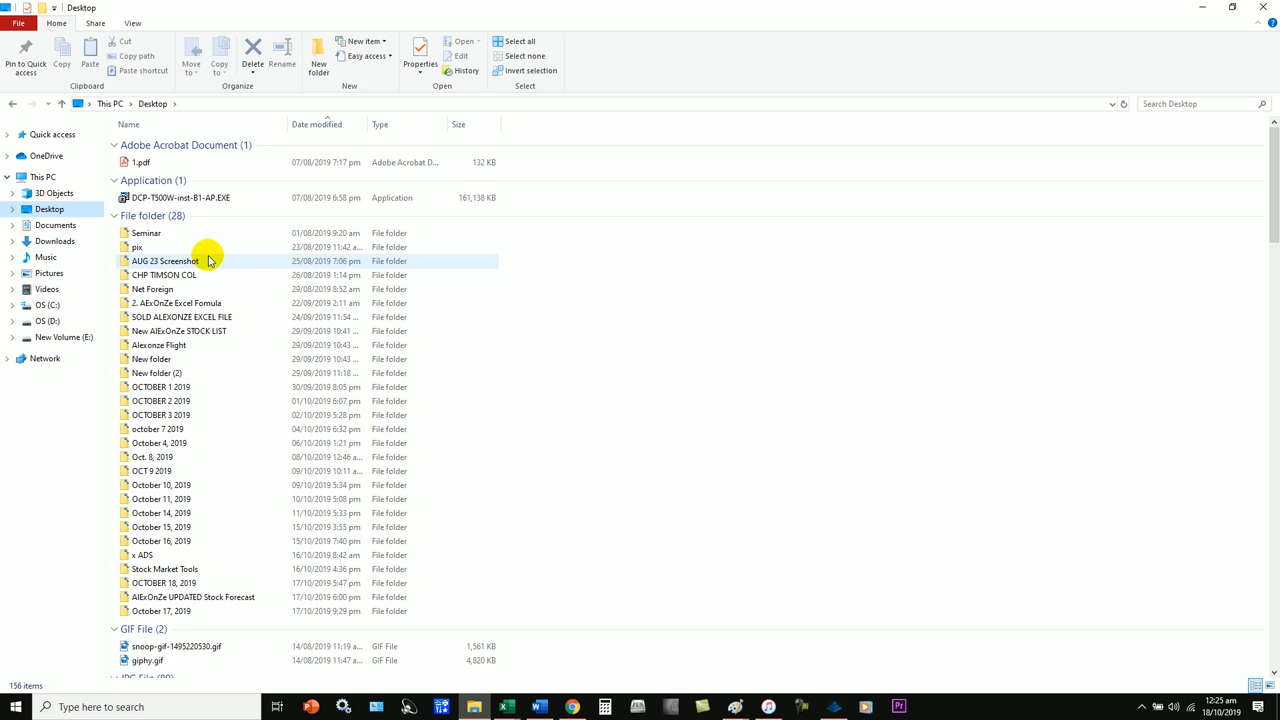 Desktop
File Home Share View
Pin to Quick access
Copy
Paste
Cut
Copy path
Paste shortcut
Clipboard
Move to
Copy to
Delete
Rename
Organize
New folder
New item
Easy access
New
Properties
Open
Edit
History
Open
Select all
Select none
Invert selection
Select
This PC Desktop
Search Desktop
Quick access
OneDrive
This PC
3D Objects
Desktop
Documents
Downloads
Music
Pictures
Videos
OS (C:)
OS (D:)
New Volume (E:)
Network
Name Date modified Type Size
Adobe Acrobat Document (1)
1.pdf 07/08/2019 7:17 pm Adobe Acrobat D... 132 KB
Application (1)
DCP-T500W-inst-B1-AP.EXE 07/08/2019 6:58 pm Application 161,138 KB
File folder (28)
Seminar 01/08/2019 9:20 am File folder
pix 23/08/2019 11:42 a... File folder
AUG 23 Screenshot 25/08/2019 7:06 pm File folder
CHP TIMSON COL 26/08/2019 1:14 pm File folder
Net Foreign 29/08/2019 8:52 am File folder
2. AExOnZe Excel Fomula 22/09/2019 2:11 am File folder
SOLD ALEXONZE EXCEL FILE 24/09/2019 11:54 ... File folder
New AlExOnZe STOCK LIST 29/09/2019 10:41 ... File folder
Alexonze Flight 29/09/2019 10:43 ... File folder
New folder 29/09/2019 10:43 ... File folder
New folder (2) 29/09/2019 11:18 ... File folder
OCTOBER 1 2019 30/09/2019 8:05 pm File folder
OCTOBER 2 2019 01/10/2019 6:07 pm File folder
OCTOBER 3 2019 02/10/2019 5:28 pm File folder
october 7 2019 04/10/2019 6:32 pm File folder
October 4, 2019 06/10/2019 1:21 pm File folder
Oct. 8, 2019 08/10/2019 12:46 a... File folder
OCT 9 2019 09/10/2019 10:11 a... File folder
October 10, 2019 09/10/2019 5:34 pm File folder
October 11, 2019 10/10/2019 5:08 pm File folder
October 14, 2019 11/10/2019 5:33 pm File folder
October 15, 2019 15/10/2019 3:55 pm File folder
October 16, 2019 15/10/2019 7:40 pm File folder
x ADS 16/10/2019 8:42 am File folder
Stock Market Tools 16/10/2019 4:36 pm File folder
OCTOBER 18, 2019 17/10/2019 5:47 pm File folder
AlExOnZe UPDATED Stock Forecast 17/10/2019 6:00 pm File folder
October 17, 2019 17/10/2019 9:29 pm File folder
GIF File (2)
snoop-gif-1495220530.gif 14/08/2019 11:19 a... GIF File 1,561 KB
giphy.gif 14/08/2019 11:47 a... GIF File 4,820 KB
156 items
Type here to search
Pr
12:25 am
18/10/2019